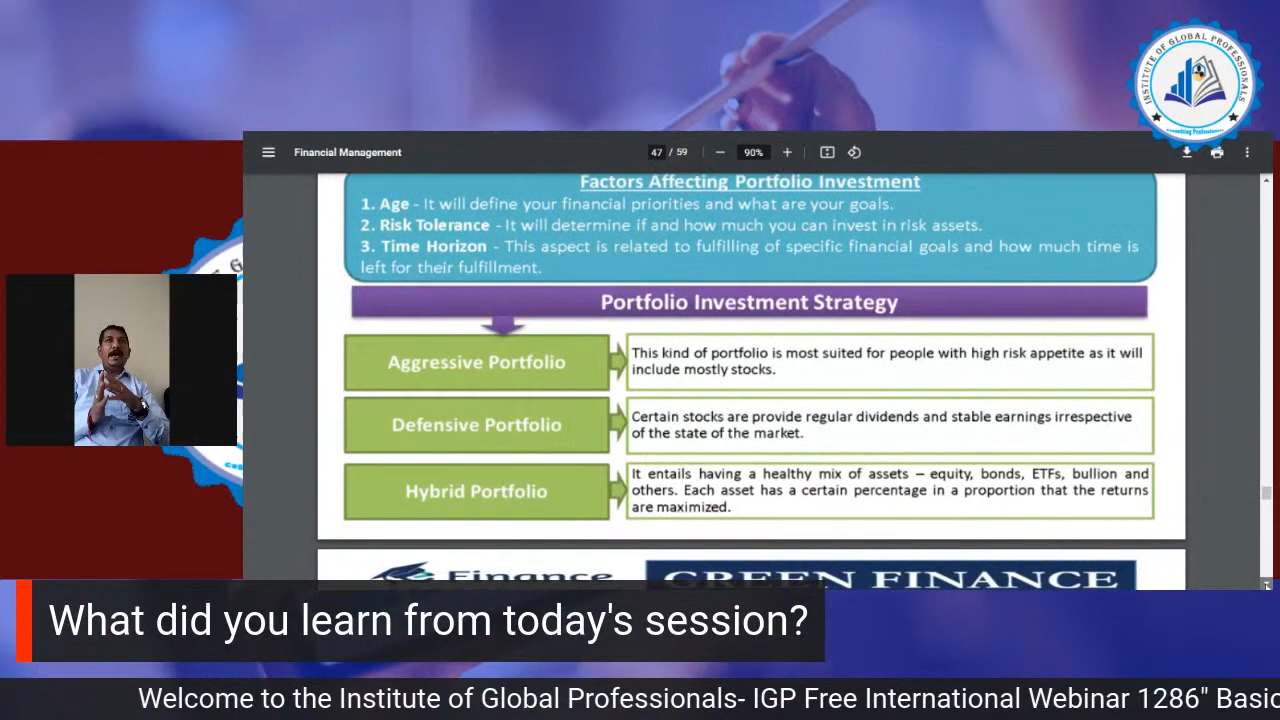 INSTITUTE OF GLOBAL PROFESSIONALS
Connecting Professionals
Financial Management
47 / 59
90%
Factors Affecting Portfolio Investment
1. Age - It will define your financial priorities and what are your goals.
2. Risk Tolerance - It will determine if and how much you can invest in risk assets.
3. Time Horizon - This aspect is related to fulfilling of specific financial goals and how much time is
left for their fulfillment.
Portfolio Investment Strategy
Aggressive Portfolio
This kind of portfolio is most suited for people with high risk appetite as it will
include mostly stocks.
Defensive Portfolio
Certain stocks are provide regular dividends and stable earnings irrespective
of the state of the market.
Hybrid Portfolio
It entails having a healthy mix of assets – equity, bonds, ETFs, bullion and
others. Each asset has a certain percentage in a proportion that the returns
are maximized.
Finance
GREEN FINANCE
What did you learn from today's session?
Welcome to the Institute of Global Professionals- IGP Free International Webinar 1286" Basic